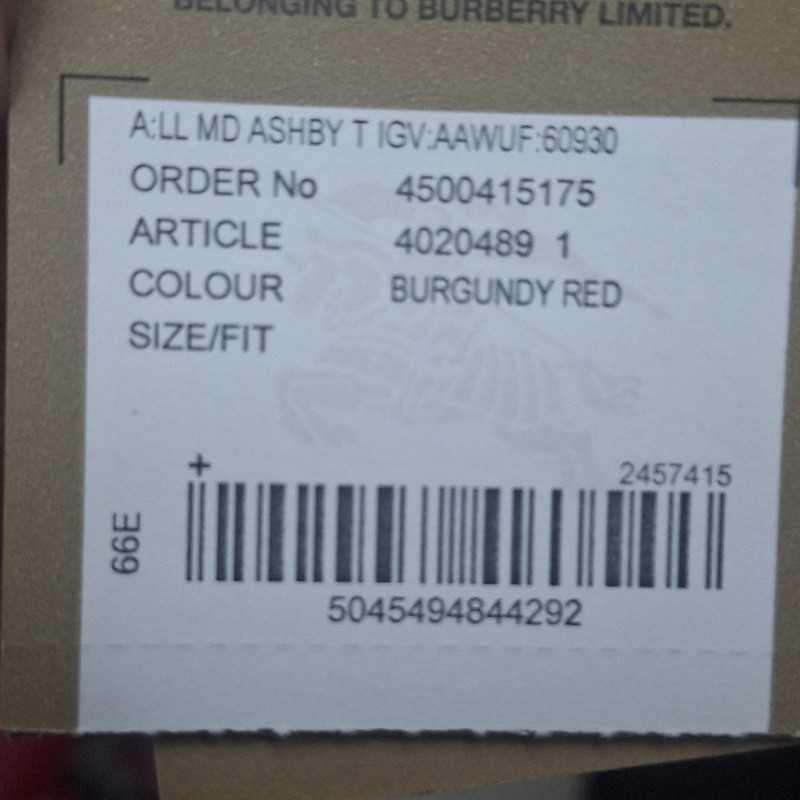 BELONGING TO BURBERRY LIMITED.
A:LL MD ASHBY T IGV:AAWUF:60930
ORDER No 4500415175
ARTICLE 4020489 1
COLOUR BURGUNDY RED
SIZE/FIT
+ 2457415
66E
5045494844292